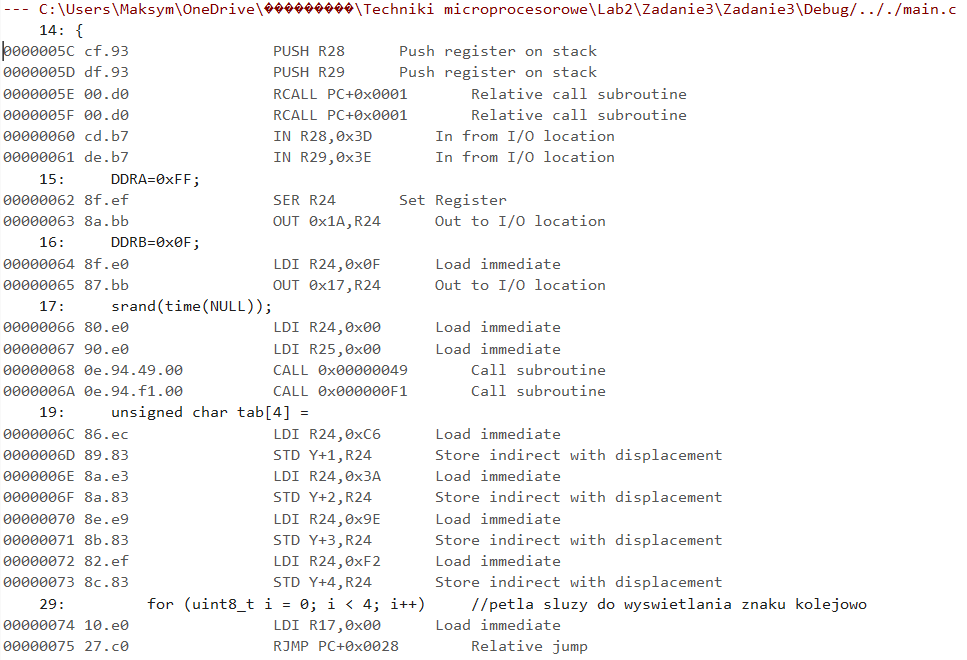 --- C:\Users\Maksym\OneDrive\���������\Techniki microprocesorowe\Lab2\Zadanie3\Zadanie3\Debug/.././main.c
14: {
0000005C cf.93 PUSH R28 Push register on stack
0000005D df.93 PUSH R29 Push register on stack
0000005E 00.d0 RCALL PC+0x0001 Relative call subroutine
0000005F 00.d0 RCALL PC+0x0001 Relative call subroutine
00000060 cd.b7 IN R28,0x3D In from I/O location
00000061 de.b7 IN R29,0x3E In from I/O location
15: DDRA=0xFF;
00000062 8f.ef SER R24 Set Register
00000063 8a.bb OUT 0x1A,R24 Out to I/O location
16: DDRB=0x0F;
00000064 8f.e0 LDI R24,0x0F Load immediate
00000065 87.bb OUT 0x17,R24 Out to I/O location
17: srand(time(NULL));
00000066 80.e0 LDI R24,0x00 Load immediate
00000067 90.e0 LDI R25,0x00 Load immediate
00000068 0e.94.49.00 CALL 0x00000049 Call subroutine
0000006A 0e.94.f1.00 CALL 0x000000F1 Call subroutine
19: unsigned char tab[4] =
0000006C 86.ec LDI R24,0xC6 Load immediate
0000006D 89.83 STD Y+1,R24 Store indirect with displacement
0000006E 8a.e3 LDI R24,0x3A Load immediate
0000006F 8a.83 STD Y+2,R24 Store indirect with displacement
00000070 8e.e9 LDI R24,0x9E Load immediate
00000071 8b.83 STD Y+3,R24 Store indirect with displacement
00000072 82.ef LDI R24,0xF2 Load immediate
00000073 8c.83 STD Y+4,R24 Store indirect with displacement
29: for (uint8_t i = 0; i < 4; i++) //petla sluzy do wyswietlania znaku kolejowo
00000074 10.e0 LDI R17,0x00 Load immediate
00000075 27.c0 RJMP PC+0x0028 Relative jump